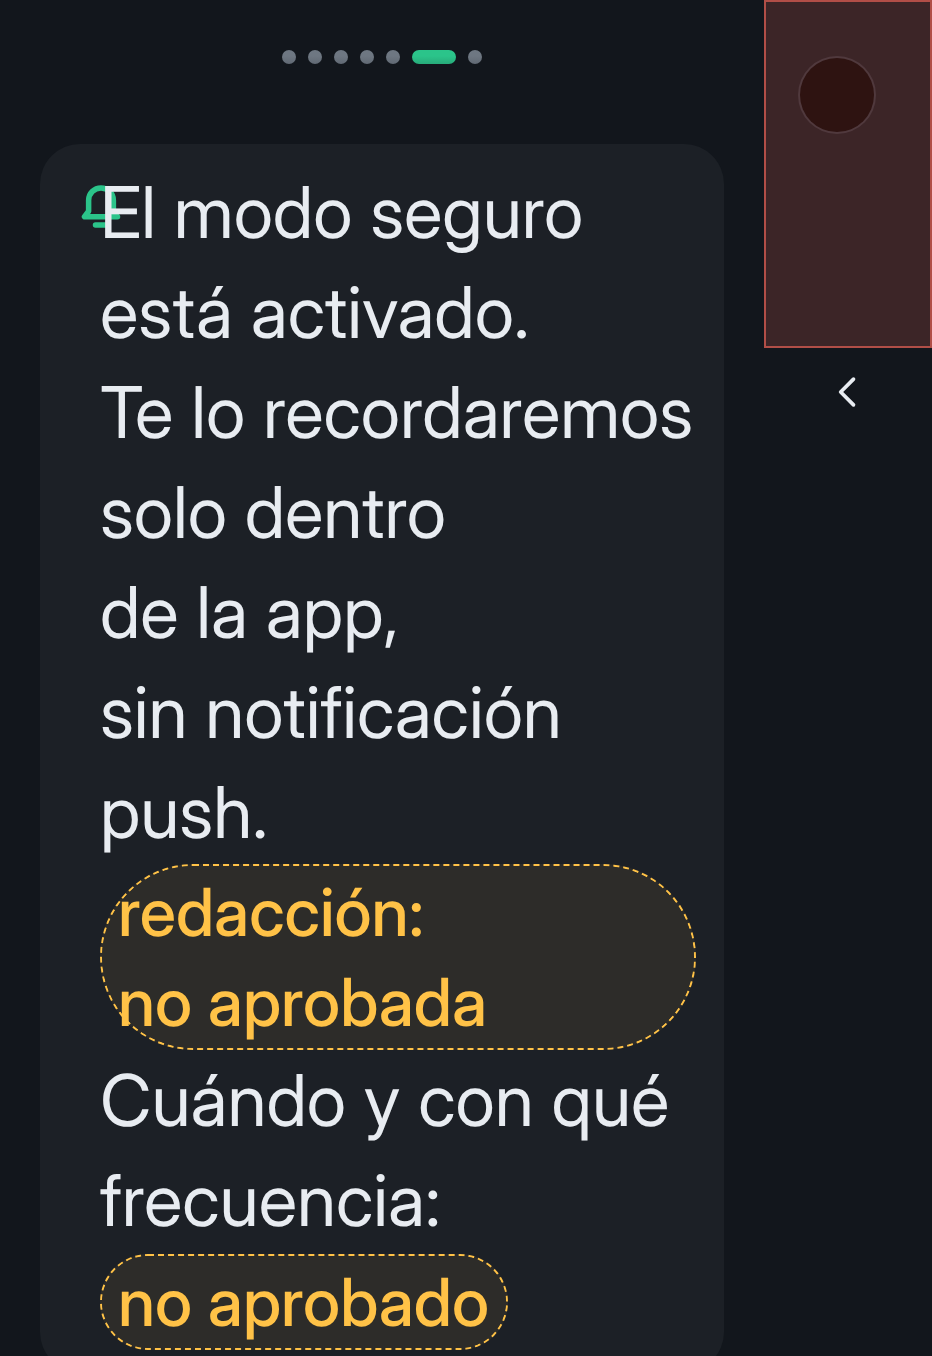 El modo seguro
está activado.
Te lo recordaremos
solo dentro
de la app,
sin notificación
push.
redacción:
no aprobada
Cuándo y con qué
frecuencia:
no aprobado